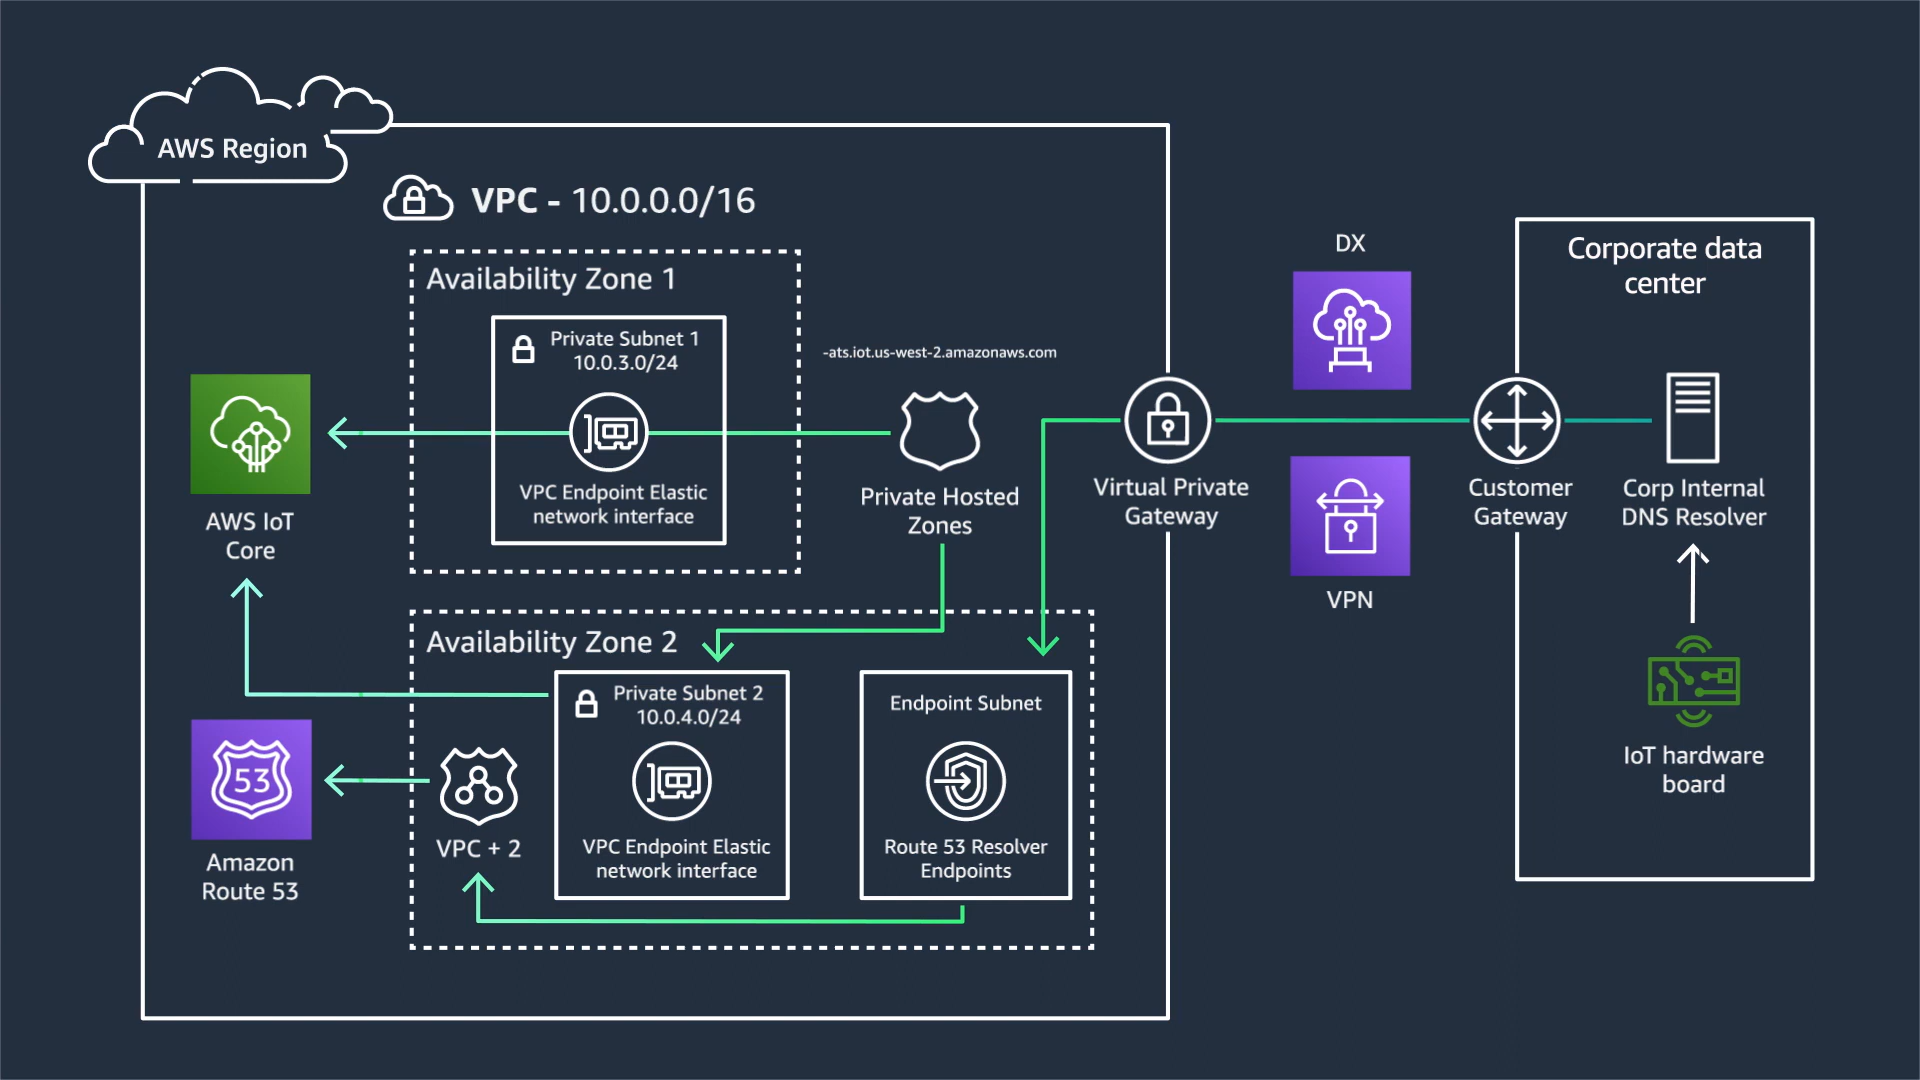 AWS Region
VPC - 10.0.0.0/16
Availability Zone 1
Private Subnet 1
10.0.3.0/24
VPC Endpoint Elastic
network interface
-ats.iot.us-west-2.amazonaws.com
Private Hosted
Zones
AWS IoT
Core
Availability Zone 2
Private Subnet 2
10.0.4.0/24
VPC Endpoint Elastic
network interface
Endpoint Subnet
Route 53 Resolver
Endpoints
VPC + 2
53
Amazon
Route 53
Virtual Private
Gateway
DX
VPN
Customer
Gateway
Corporate data
center
Corp Internal
DNS Resolver
IoT hardware
board